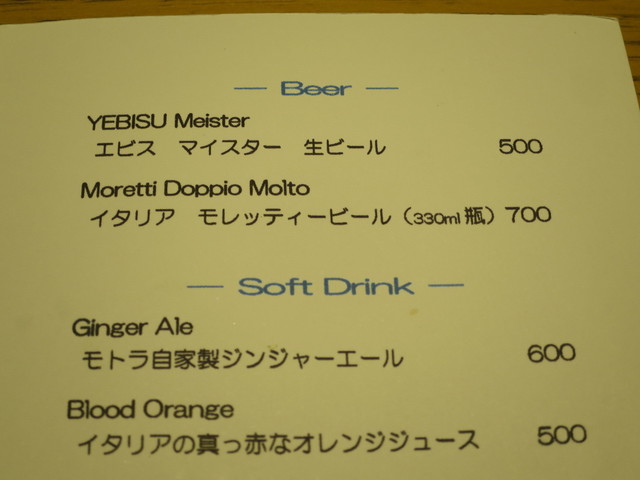 — Beer —
YEBISU Meister
エビス　マイスター　生ビール 500
Moretti Doppio Molto
イタリア　モレッティービール（330ml 瓶）700
— Soft Drink —
Ginger Ale
モトラ自家製ジンジャーエール 600
Blood Orange
イタリアの真っ赤なオレンジジュース 500